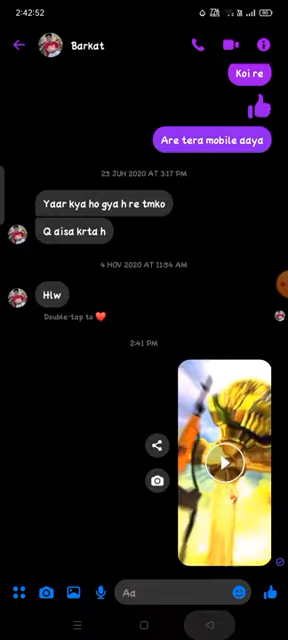 2:42:52
Barkat
Koi re
Are tera mobile aaya
25 JUN 2020 AT 3:17 PM
Yaar kya ho gya h re tmko
Q aisa krta h
4 NOV 2020 AT 11:54 AM
Hlw
Double-tap to ❤️
2:41 PM
Aa